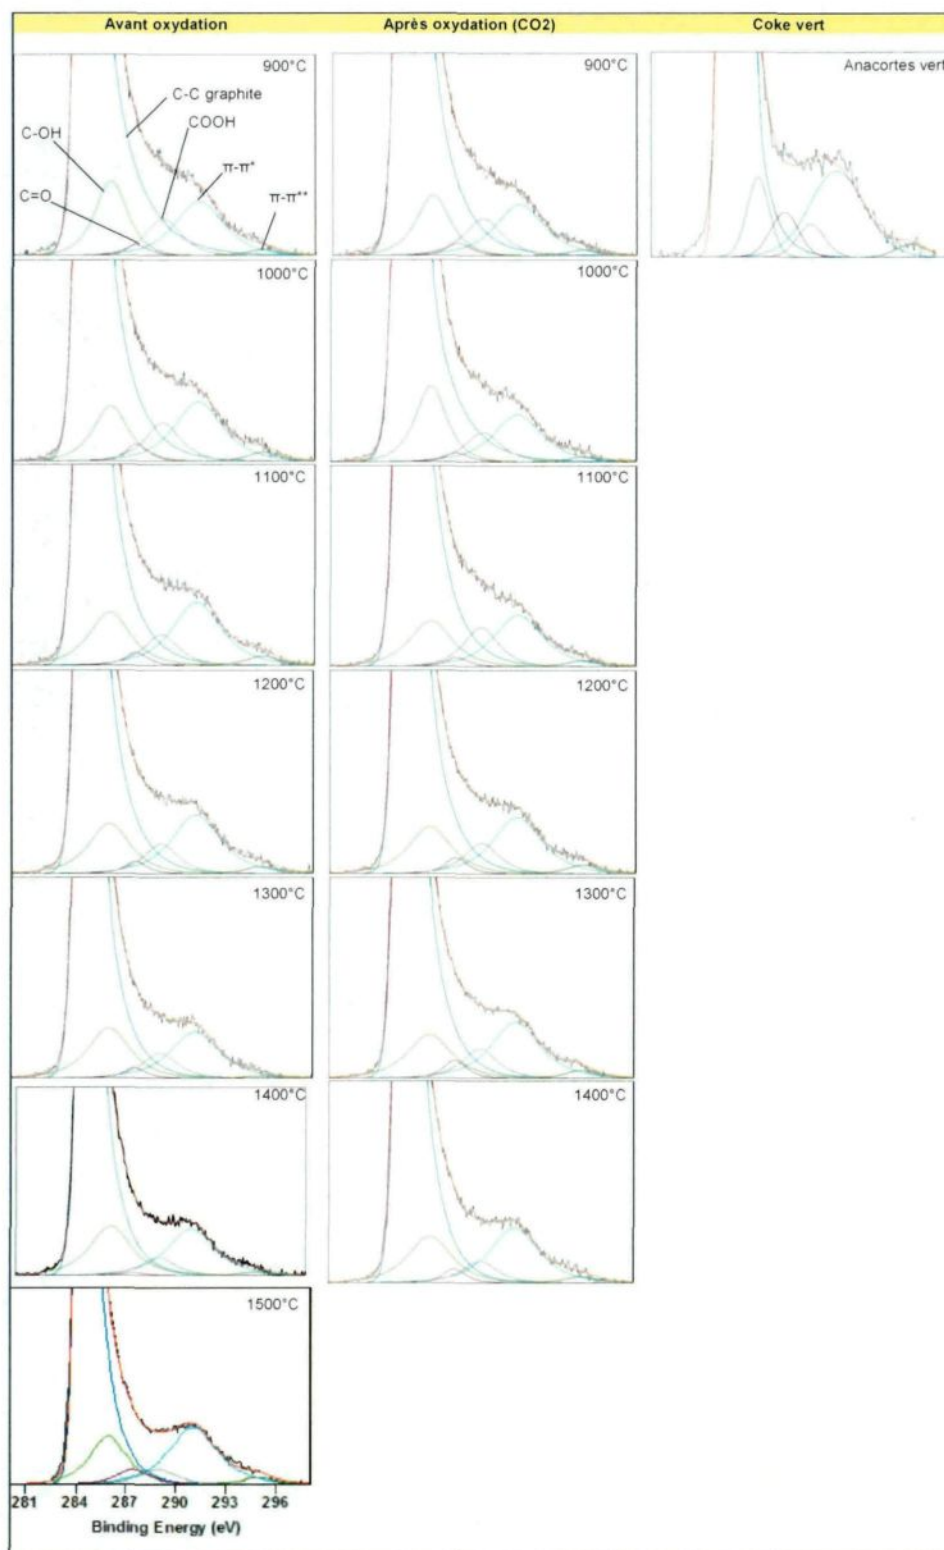 Avant oxydation Après oxydation (CO2) Coke vert
900°C 900°C Anacortes vert
C-C graphite
COOH
C-OH
π-π*
C=O
π-π**
1000°C 1000°C
1100°C 1100°C
1200°C 1200°C
1300°C 1300°C
1400°C 1400°C
1500°C
281 284 287 290 293 296
Binding Energy (eV)